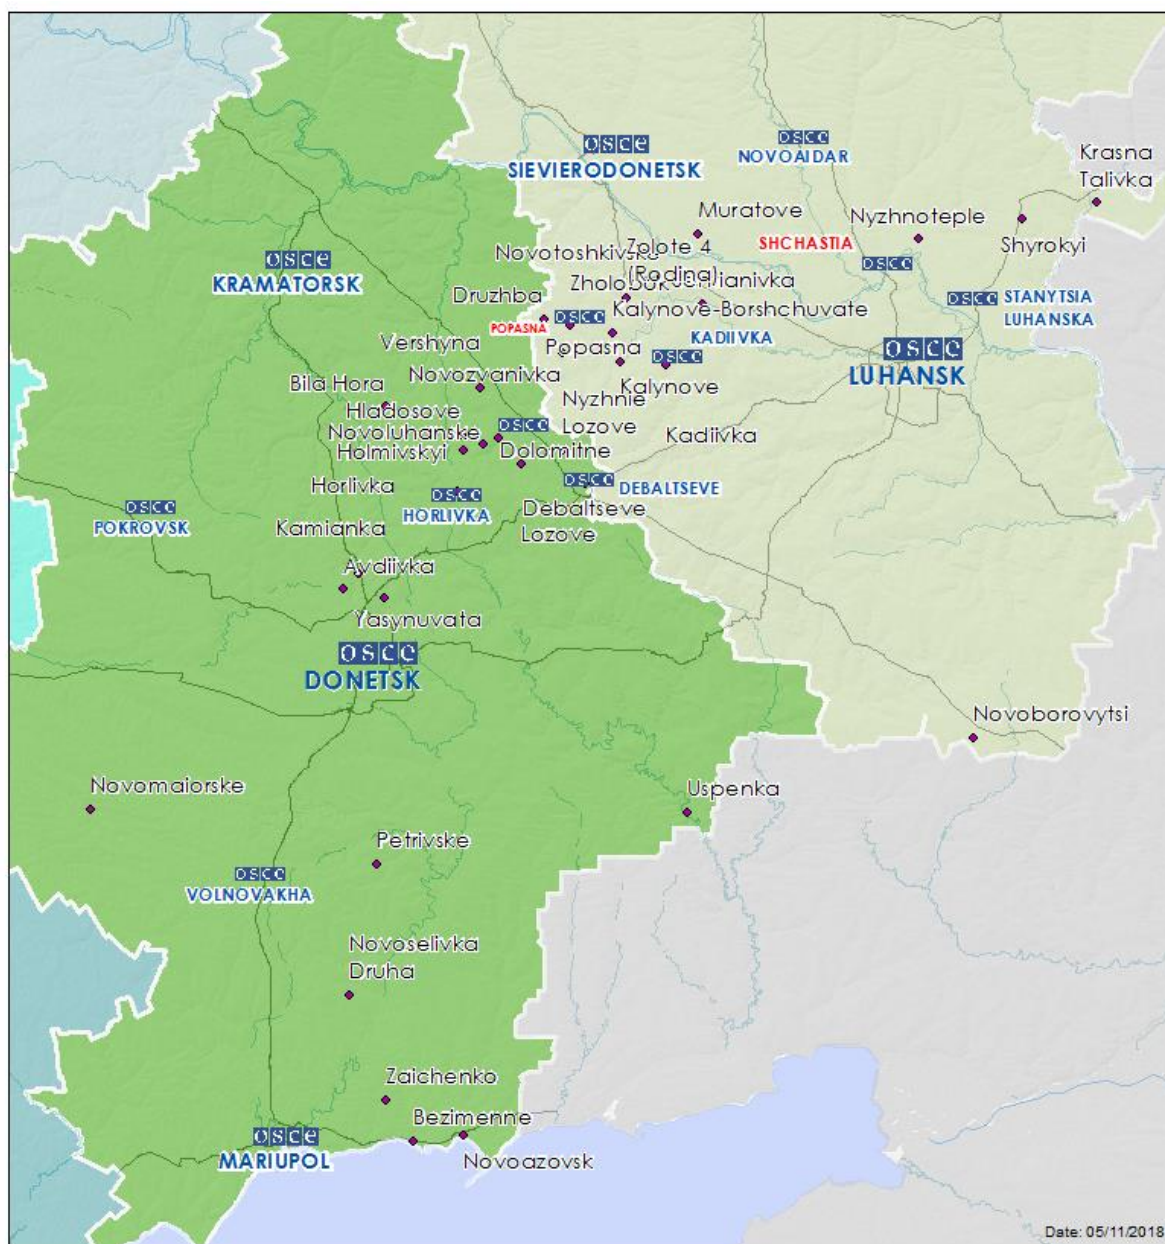 osce
SIEVIERODONETSK
osce
NOVOAIDAR
Krasna
Talivka
Muratove
Nyzhnoteple
Shyrokyi
SHCHASTIA
osce
osce
KRAMATORSK
Zolote 4
(Rodina)
Druzhba
POPASNA
osce
Kalynove-Borshchuvate
osce
STANYTSIA
LUHANSKA
KADIIVKA
osce
osce
LUHANSK
Vershyna
Popasna
Novozvanivka
Kalynove
Bila Hora
Hladosove
Nyzhnie
Lozove
Novoluhanske
osce
Holmivskyi
Dolomitne
Kadiivka
Horlivka
osce
DEBALTSEVE
osce
HORLIVKA
Debaltseve
Lozove
osce
POKROVSK
Kamianka
Avdiivka
Yasynuvata
osce
DONETSK
Novoborovytsi
Novomaiorske
Uspenka
Petrivske
osce
VOLNOVAKHA
Novoselivka
Druha
Zaichenko
Bezimenne
osce
MARIUPOL
Novoazovsk
Date: 05/11/2018